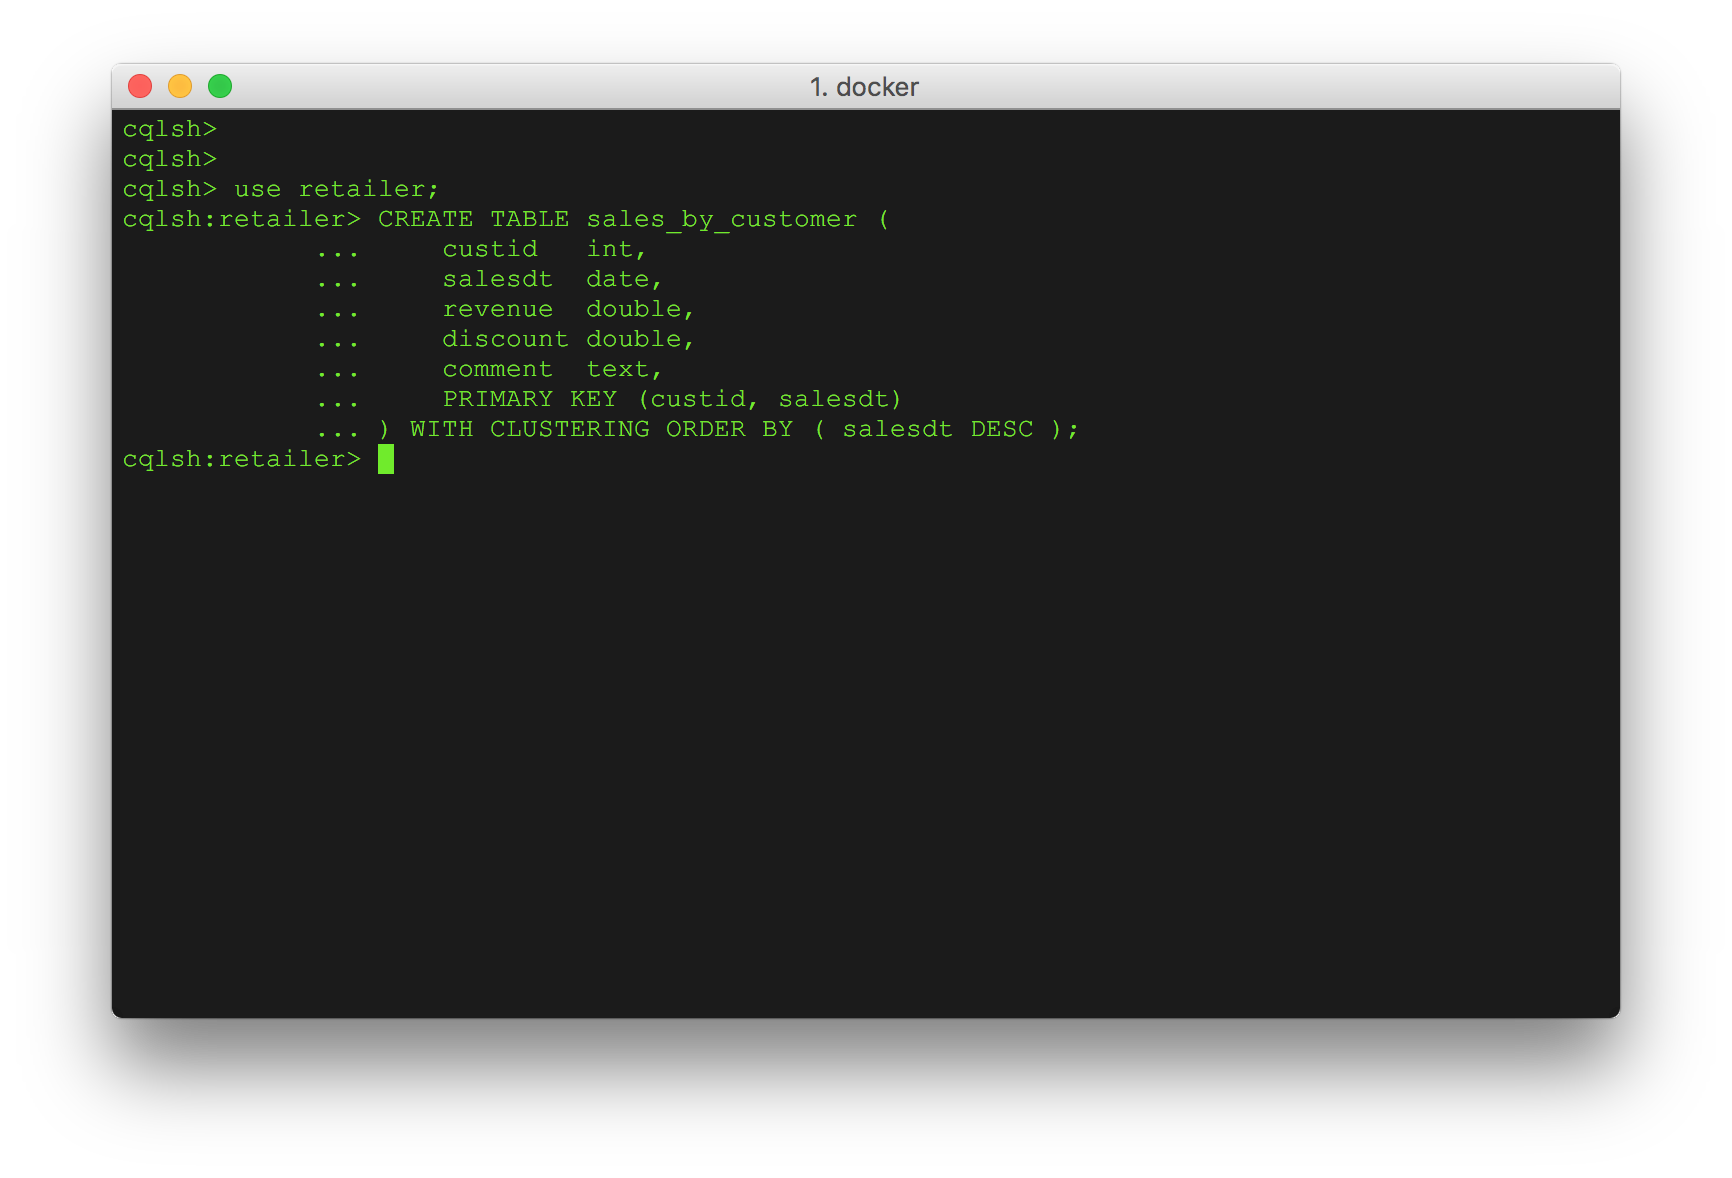 1. docker
cqlsh>
cqlsh>
cqlsh> use retailer;
cqlsh:retailer> CREATE TABLE sales_by_customer (
            ...     custid   int,
            ...     salesdt  date,
            ...     revenue  double,
            ...     discount double,
            ...     comment  text,
            ...     PRIMARY KEY (custid, salesdt)
            ... ) WITH CLUSTERING ORDER BY ( salesdt DESC );
cqlsh:retailer>